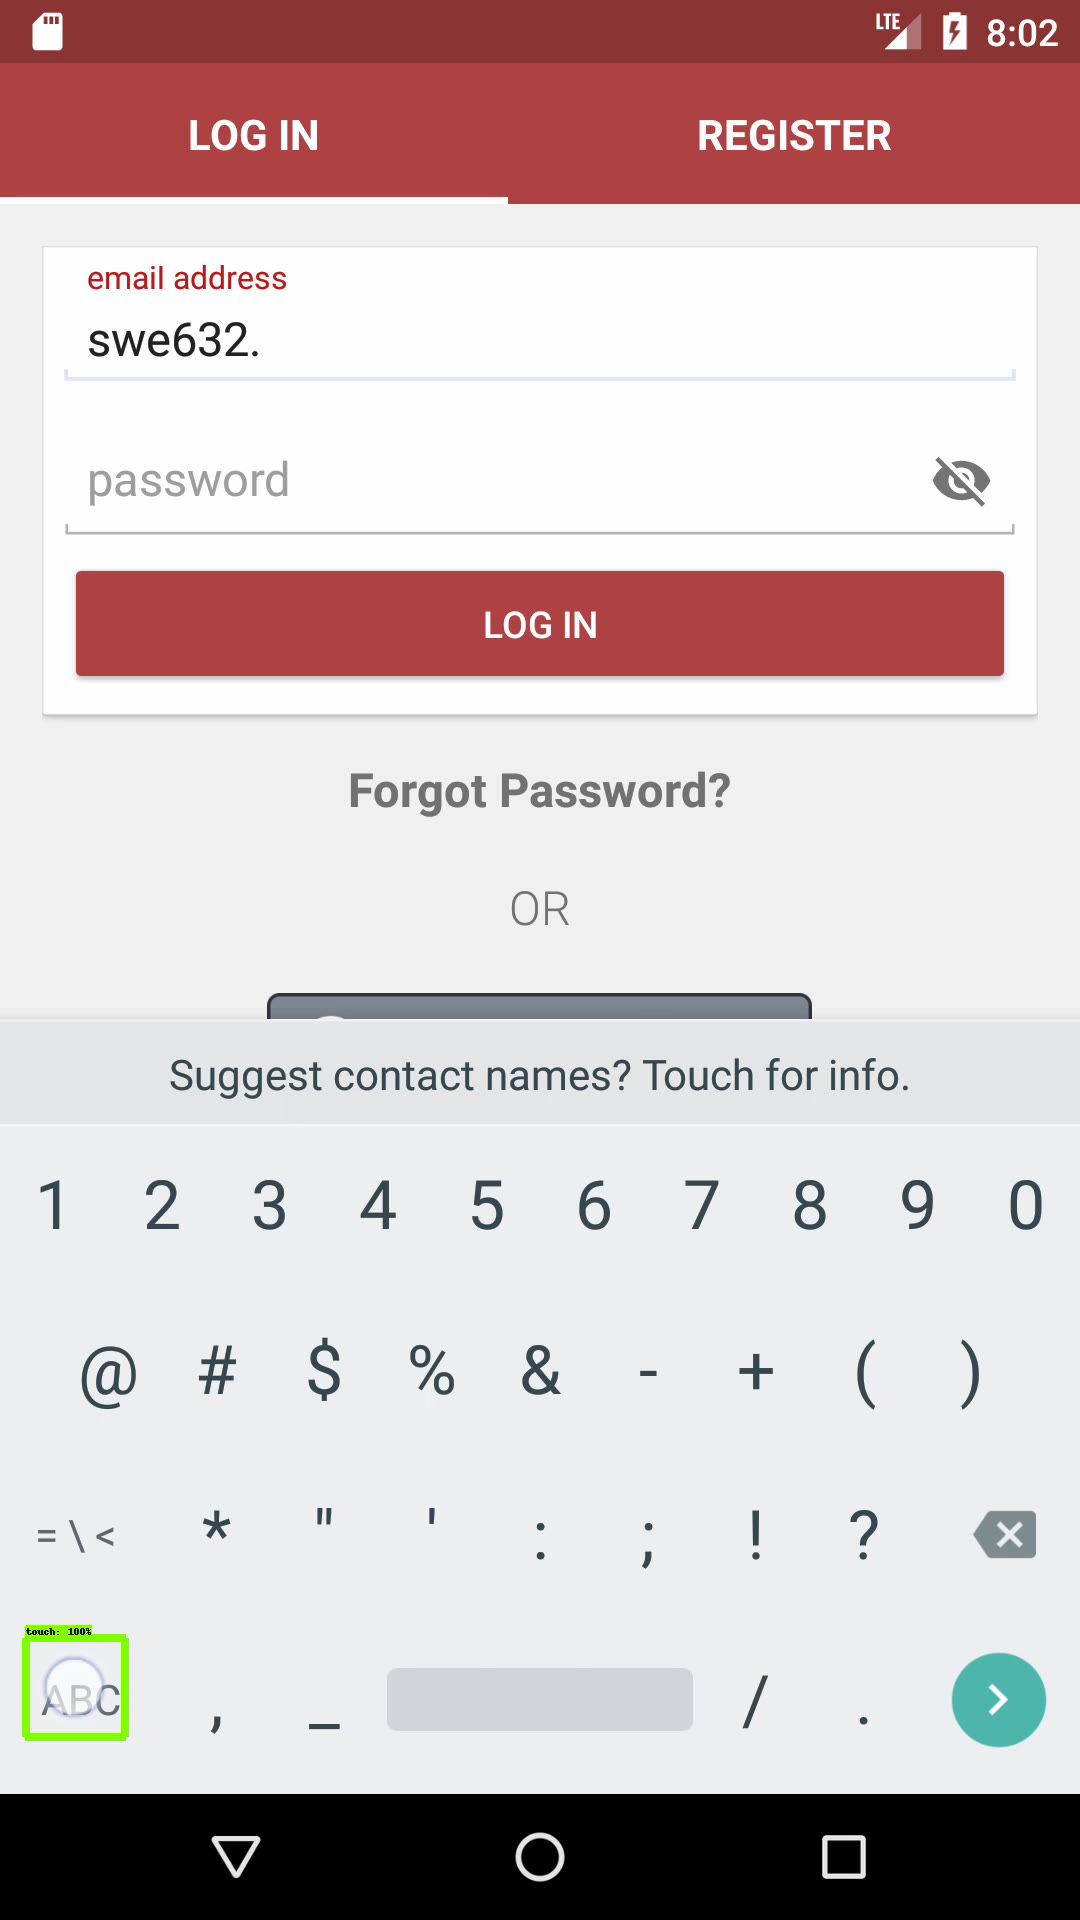 LTE 8:02
LOG IN REGISTER
email address
swe632.
password
LOG IN
Forgot Password?
OR
Suggest contact names? Touch for info.
1 2 3 4 5 6 7 8 9 0
@ # $ % & - + ( )
= \ < * " ' : ; ! ?
touch: 100%
ABC , _ / .